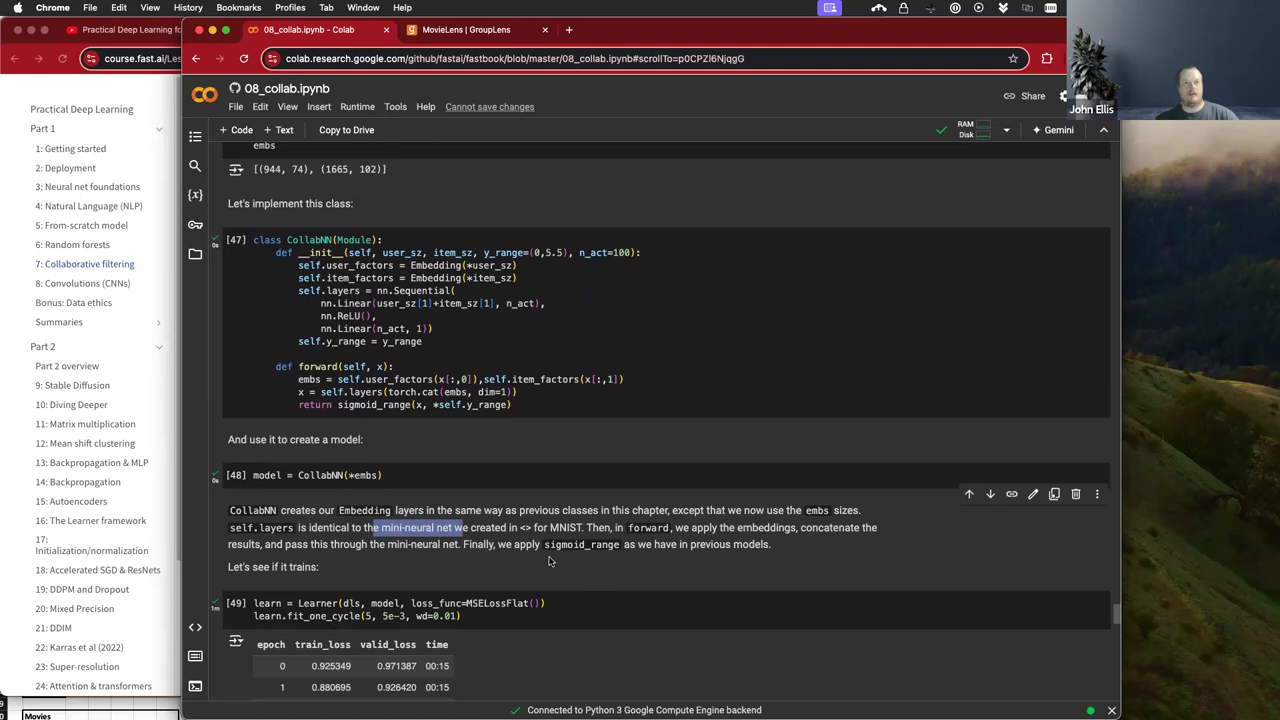 Chrome File Edit View History Bookmarks Profiles Tab Window Help
Practical Deep Learning fo
08_collab.ipynb - Colab
MovieLens | GroupLens
course.fast.ai/Les
colab.research.google.com/github/fastai/fastbook/blob/master/08_collab.ipynb#scrollTo=p0CPZl6NjqgG
John Ellis
08_collab.ipynb
Share
File Edit View Insert Runtime Tools Help Cannot save changes
+ Code + Text Copy to Drive
RAM
Disk
Gemini
Practical Deep Learning
Part 1
1: Getting started
2: Deployment
3: Neural net foundations
4: Natural Language (NLP)
5: From-scratch model
6: Random forests
7: Collaborative filtering
8: Convolutions (CNNs)
Bonus: Data ethics
Summaries
Part 2
Part 2 overview
9: Stable Diffusion
10: Diving Deeper
11: Matrix multiplication
12: Mean shift clustering
13: Backpropagation & MLP
14: Backpropagation
15: Autoencoders
16: The Learner framework
17:
Initialization/normalization
18: Accelerated SGD & ResNets
19: DDPM and Dropout
20: Mixed Precision
21: DDIM
22: Karras et al (2022)
23: Super-resolution
24: Attention & transformers
Movies
embs
[(944, 74), (1665, 102)]
Let's implement this class:
[47] class CollabNN(Module):
def __init__(self, user_sz, item_sz, y_range=(0,5.5), n_act=100):
self.user_factors = Embedding(*user_sz)
self.item_factors = Embedding(*item_sz)
self.layers = nn.Sequential(
nn.Linear(user_sz[1]+item_sz[1], n_act),
nn.ReLU(),
nn.Linear(n_act, 1))
self.y_range = y_range
def forward(self, x):
embs = self.user_factors(x[:,0]),self.item_factors(x[:,1])
x = self.layers(torch.cat(embs, dim=1))
return sigmoid_range(x, *self.y_range)
And use it to create a model:
[48] model = CollabNN(*embs)
CollabNN creates our Embedding layers in the same way as previous classes in this chapter, except that we now use the embs sizes.
self.layers is identical to the mini-neural net we created in <> for MNIST. Then, in forward, we apply the embeddings, concatenate the
results, and pass this through the mini-neural net. Finally, we apply sigmoid_range as we have in previous models.
Let's see if it trains:
[49] learn = Learner(dls, model, loss_func=MSELossFlat())
learn.fit_one_cycle(5, 5e-3, wd=0.01)
epoch train_loss valid_loss time
0 0.925349 0.971387 00:15
1 0.880695 0.926420 00:15
Connected to Python 3 Google Compute Engine backend